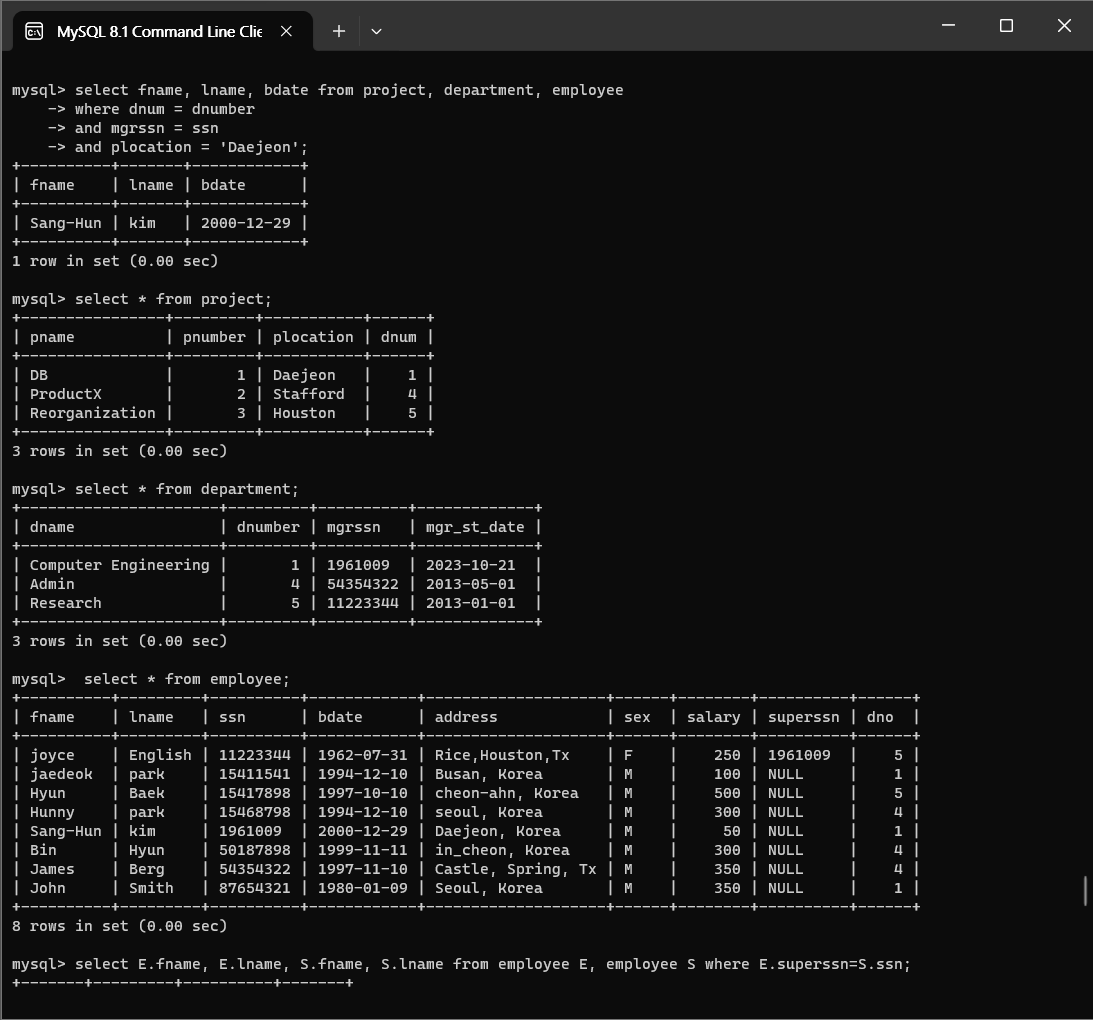 MySQL 8.1 Command Line Clie
mysql> select fname, lname, bdate from project, department, employee
    -> where dnum = dnumber
    -> and mgrssn = ssn
    -> and plocation = 'Daejeon';
+----------+-------+------------+
| fname    | lname | bdate      |
+----------+-------+------------+
| Sang-Hun | kim   | 2000-12-29 |
+----------+-------+------------+
1 row in set (0.00 sec)

mysql> select * from project;
+----------------+---------+-----------+------+
| pname          | pnumber | plocation | dnum |
+----------------+---------+-----------+------+
| DB             |       1 | Daejeon   |    1 |
| ProductX       |       2 | Stafford  |    4 |
| Reorganization |       3 | Houston   |    5 |
+----------------+---------+-----------+------+
3 rows in set (0.00 sec)

mysql> select * from department;
+----------------------+---------+----------+-------------+
| dname                | dnumber | mgrssn   | mgr_st_date |
+----------------------+---------+----------+-------------+
| Computer Engineering |       1 | 1961009  | 2023-10-21  |
| Admin                |       4 | 54354322 | 2013-05-01  |
| Research             |       5 | 11223344 | 2013-01-01  |
+----------------------+---------+----------+-------------+
3 rows in set (0.00 sec)

mysql>  select * from employee;
+----------+---------+----------+------------+--------------------+------+--------+----------+------+
| fname    | lname   | ssn      | bdate      | address            | sex  | salary | superssn | dno  |
+----------+---------+----------+------------+--------------------+------+--------+----------+------+
| joyce    | English | 11223344 | 1962-07-31 | Rice,Houston,Tx    | F    |    250 | 1961009  |    5 |
| jaedeok  | park    | 15411541 | 1994-12-10 | Busan, Korea       | M    |    100 | NULL     |    1 |
| Hyun     | Baek    | 15417898 | 1997-10-10 | cheon-ahn, Korea   | M    |    500 | NULL     |    5 |
| Hunny    | park    | 15468798 | 1994-12-10 | seoul, Korea       | M    |    300 | NULL     |    4 |
| Sang-Hun | kim     | 1961009  | 2000-12-29 | Daejeon, Korea     | M    |     50 | NULL     |    1 |
| Bin      | Hyun    | 50187898 | 1999-11-11 | in_cheon, Korea    | M    |    300 | NULL     |    4 |
| James    | Berg    | 54354322 | 1997-11-10 | Castle, Spring, Tx | M    |    350 | NULL     |    4 |
| John     | Smith   | 87654321 | 1980-01-09 | Seoul, Korea       | M    |    350 | NULL     |    1 |
+----------+---------+----------+------------+--------------------+------+--------+----------+------+
8 rows in set (0.00 sec)

mysql> select E.fname, E.lname, S.fname, S.lname from employee E, employee S where E.superssn=S.ssn;
+-------+---------+----------+-------+